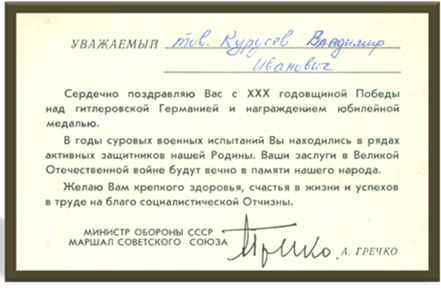 УВАЖАЕМЫЙ тов. Курусев Владимир
Иванович
Сердечно поздравляю Вас с XXX годовщиной Победы
над гитлеровской Германией и награждением юбилейной
медалью.
В годы суровых военных испытаний Вы находились в рядах
активных защитников нашей Родины. Ваши заслуги в Великой
Отечественной войне будут вечно в памяти нашего народа.
Желаю Вам крепкого здоровья, счастья в жизни и успехов
в труде на благо социалистической Отчизны.
МИНИСТР ОБОРОНЫ СССР
МАРШАЛ СОВЕТСКОГО СОЮЗА
Гречко А. ГРЕЧКО